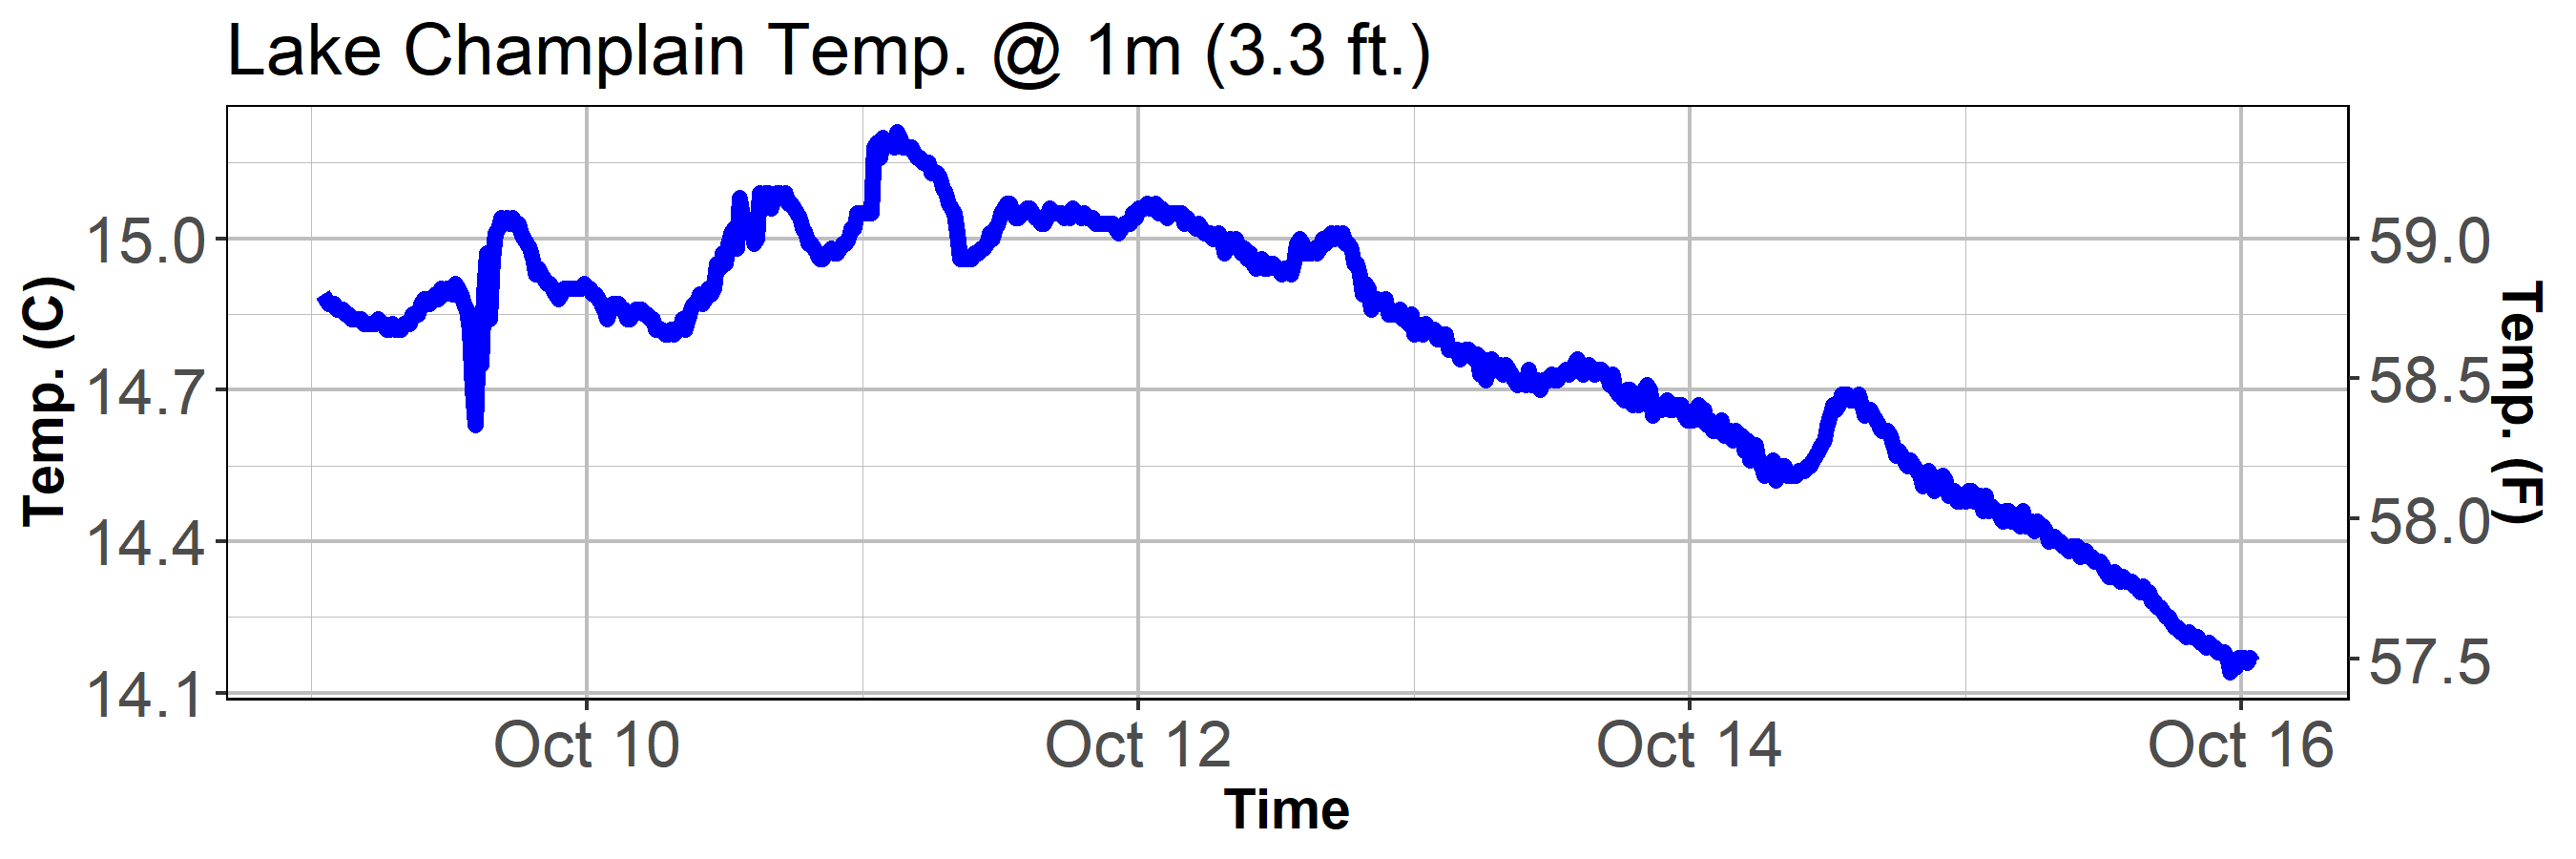 Lake Champlain Temp. @ 1m (3.3 ft.)
Temp. (C)
15.0
14.7
14.4
14.1
59.0
58.5
58.0
57.5
Temp. (F)
Oct 10 Oct 12 Oct 14 Oct 16
Time